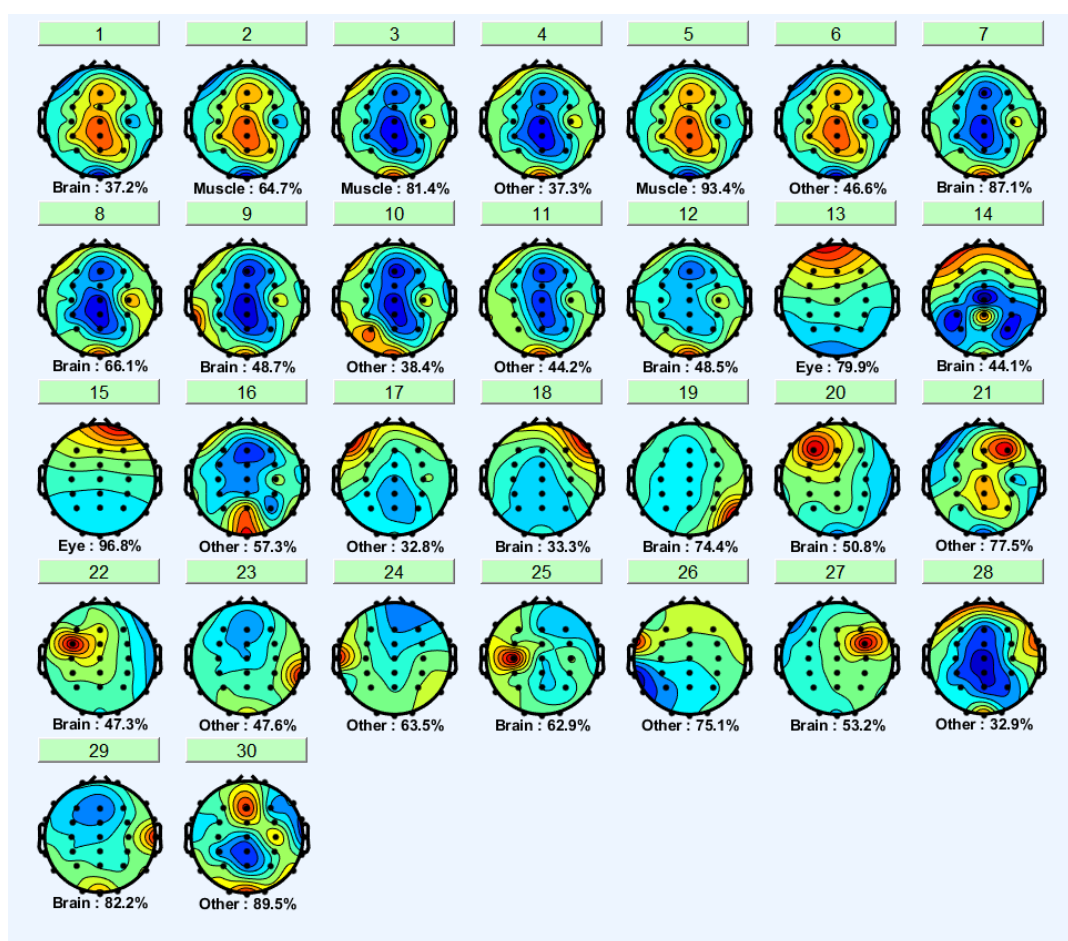 1 2 3 4 5 6 7
Brain : 37.2% Muscle : 64.7% Muscle : 81.4% Other : 37.3% Muscle : 93.4% Other : 46.6% Brain : 87.1%
8 9 10 11 12 13 14
Brain : 66.1% Brain : 48.7% Other : 38.4% Other : 44.2% Brain : 48.5% Eye : 79.9% Brain : 44.1%
15 16 17 18 19 20 21
Eye : 96.8% Other : 57.3% Other : 32.8% Brain : 33.3% Brain : 74.4% Brain : 50.8% Other : 77.5%
22 23 24 25 26 27 28
Brain : 47.3% Other : 47.6% Other : 63.5% Brain : 62.9% Other : 75.1% Brain : 53.2% Other : 32.9%
29 30
Brain : 82.2% Other : 89.5%